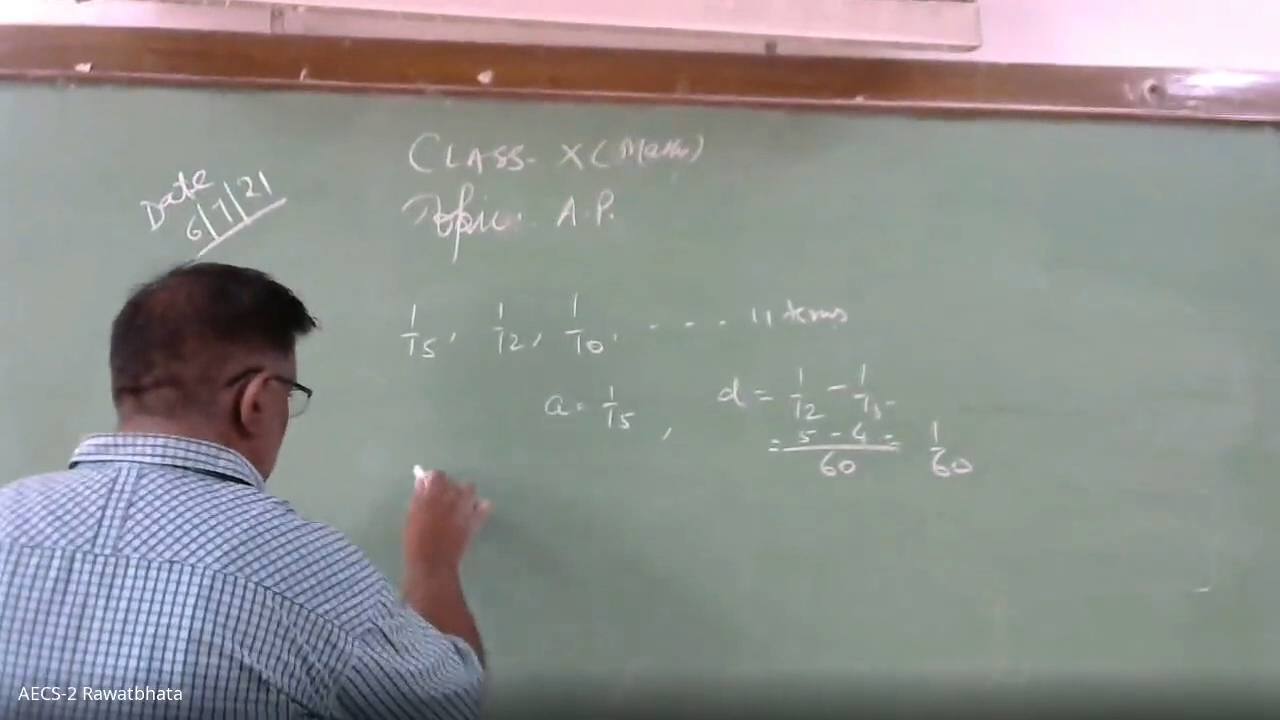 CLASS- X (Maths)
Date
6/7/21
Topic. A.P.
1/15, 1/12, 1/10, . . . . 11 terms
a = 1/15, d = 1/12 - 1/15
= 5 - 4 / 60 = 1/60
AECS-2 Rawatbhata